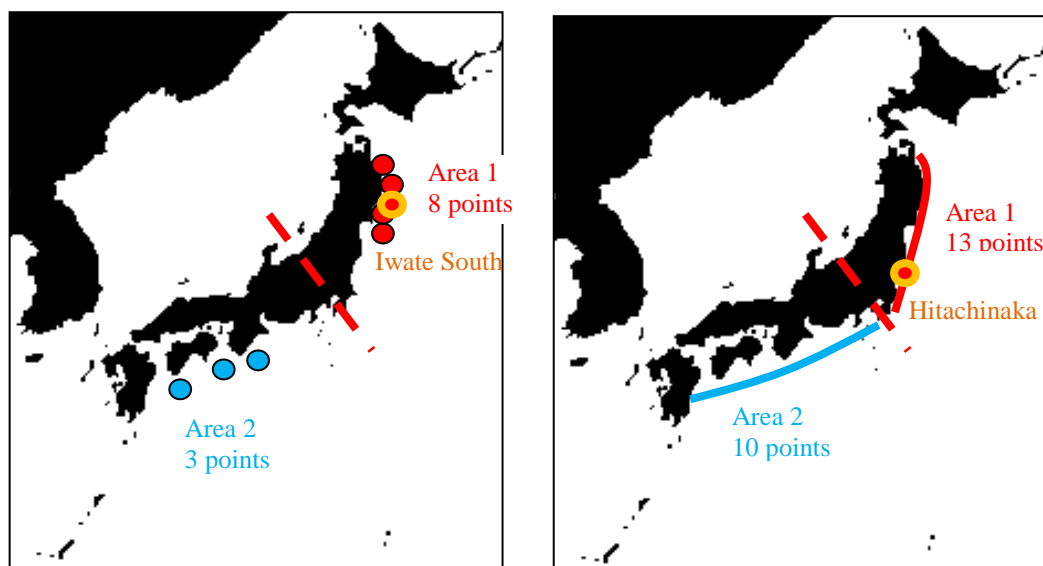 Area 1
8 points
Iwate South
Area 2
3 points
Area 1
13 points
Hitachinaka
Area 2
10 points